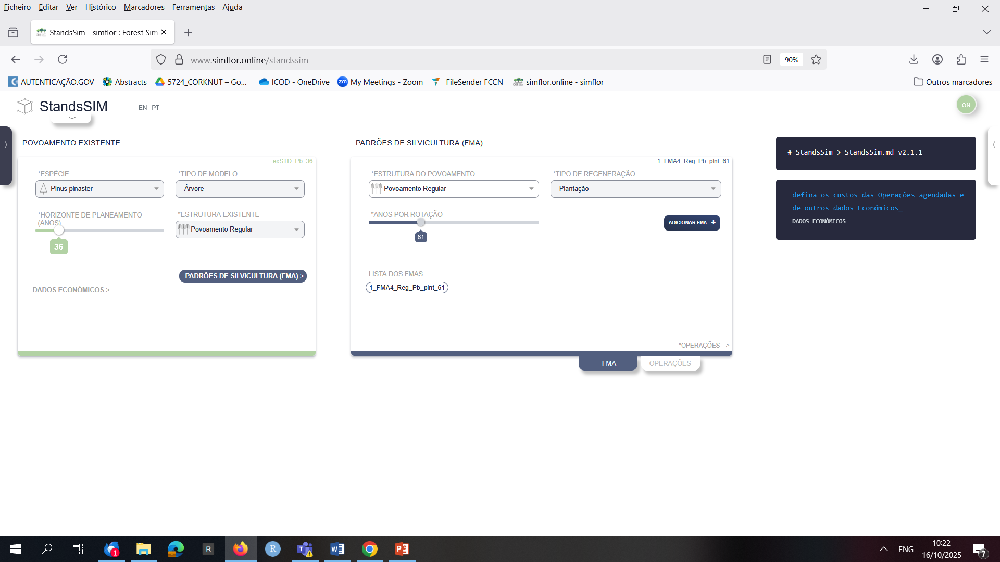 Ficheiro Editar Ver Histórico Marcadores Ferramentas Ajuda
StandsSim - simflor : Forest Sim
www.simflor.online/standssim
90%
AUTENTICAÇÃO.GOV Abstracts 5724_CORKNUT – Go... ICOD - OneDrive zm My Meetings - Zoom FileSender FCCN simflor.online - simflor Outros marcadores
StandsSIM EN PT
ON
POVOAMENTO EXISTENTE
exSTD_Pb_36
*ESPÉCIE *TIPO DE MODELO
Pinus pinaster Árvore
*HORIZONTE DE PLANEAMENTO (ANOS) *ESTRUTURA EXISTENTE
Povoamento Regular
36
PADRÕES DE SILVICULTURA (FMA) >
DADOS ECONÓMICOS >
PADRÕES DE SILVICULTURA (FMA)
1_FMA4_Reg_Pb_plnt_61
*ESTRUTURA DO POVOAMENTO *TIPO DE REGENERAÇÃO
Povoamento Regular Plantação
*ANOS POR ROTAÇÃO
ADICIONAR FMA +
61
LISTA DOS FMAS
1_FMA4_Reg_Pb_plnt_61
*OPERAÇÕES -->
FMA OPERAÇÕES
# StandsSim > StandsSim.md v2.1.1_
defina os custos das Operações agendadas e
de outros dados Económicos
DADOS ECONÓMICOS
1 R R T W P ENG
10:22
16/10/2025
7